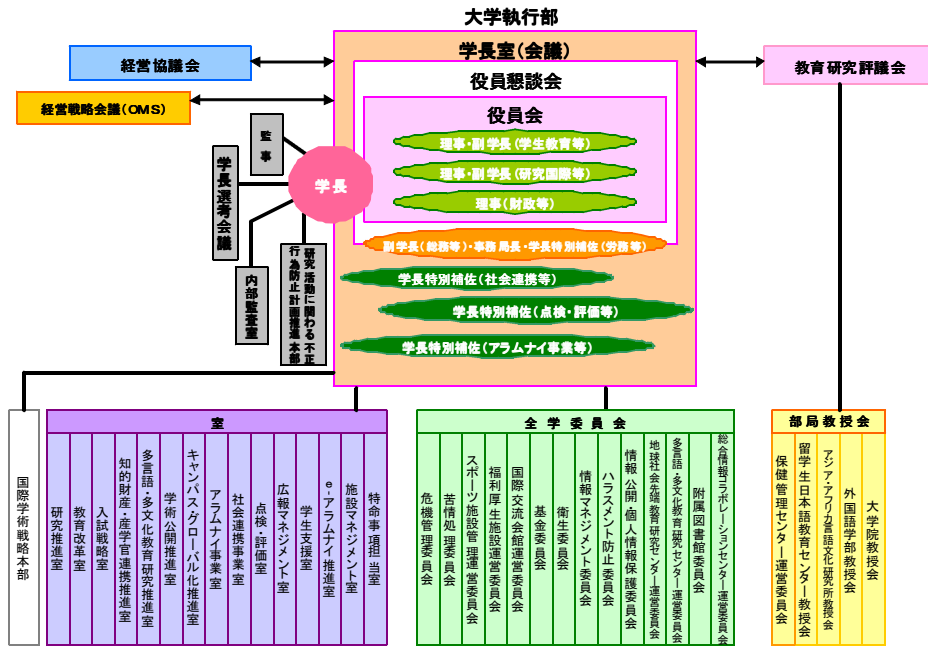 大学執行部
経営協議会
経営戦略会議(OMS)
学長室(会議)
役員懇談会
役員会
理事・副学長(学生教育等)
理事・副学長(研究国際等)
理事(財政等)
副学長(総務等)・事務局長・学長特別補佐(労務等)
学長特別補佐(社会連携等)
学長特別補佐(点検・評価等)
学長特別補佐(アラムナイ事業等)
教育研究評議会
学長
監事
学長選考会議
内部監査室
研究活動に関わる不正
行為防止計画推進本部
国際学術戦略本部
室
研究推進室
教育改革室
入試戦略室
知的財産・産学官連携推進室
多言語・多文化教育・研究推進室
学術公開推進室
キャンパス・グローバル化推進室
アラムナイ事業室
社会連携事業室
点検・評価室
広報マネジメント室
学生支援室
e-アラムナイ推進室
施設マネジメント室
特命事項担当室
全学委員会
危機管理委員会
苦情処理委員会
スポーツ施設管理運営委員会
福利厚生施設運営委員会
国際交流会館運営委員会
基金委員会
衛生委員会
情報マネジメント委員会
ハラスメント防止委員会
情報公開・個人情報保護委員会
地球社会先端教育研究センター運営委員会
多言語・多文化教育研究センター運営委員会
附属図書館委員会
総合情報コラボレーションセンター運営委員会
部局教授会
保健管理センター運営委員会
留学生日本語教育センター教授会
アジア・アフリカ言語文化研究所教授会
外国語学部教授会
大学院教授会